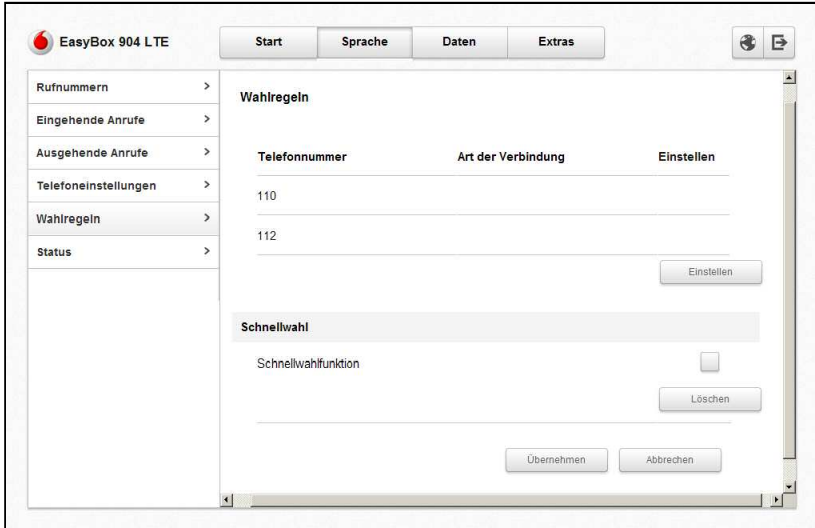 EasyBox 904 LTE
Start Sprache Daten Extras
Rufnummern
Eingehende Anrufe
Ausgehende Anrufe
Telefoneinstellungen
Wahlregeln
Status
Wahlregeln
Telefonnummer Art der Verbindung Einstellen
110
112
Einstellen
Schnellwahl
Schnellwahlfunktion
Löschen
Übernehmen Abbrechen